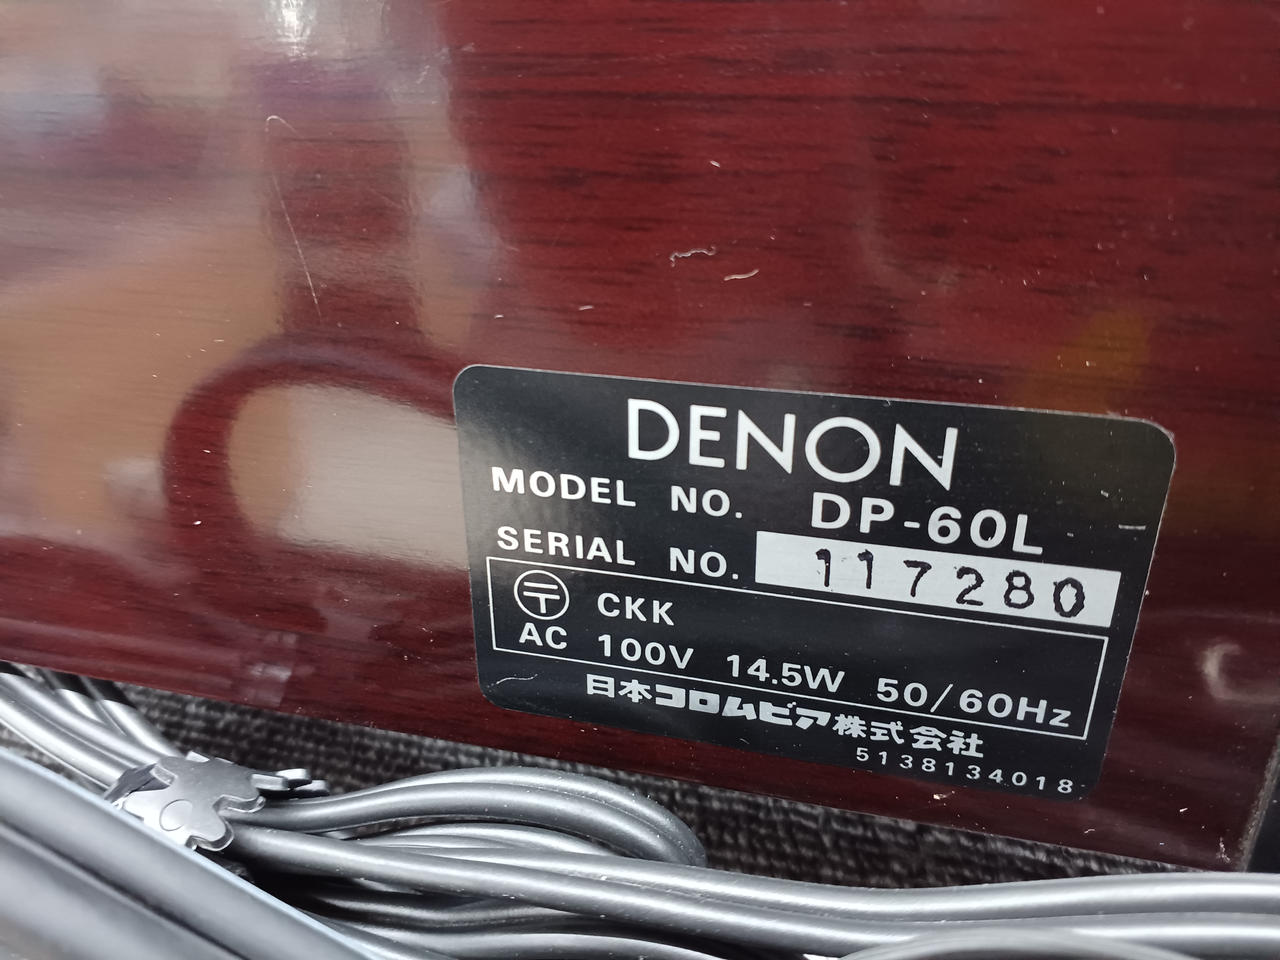 DENON
MODEL NO. DP-60L
SERIAL NO. 117280
〒 CKK
AC 100V 14.5W 50/60Hz
日本コロムビア株式会社
5138134018